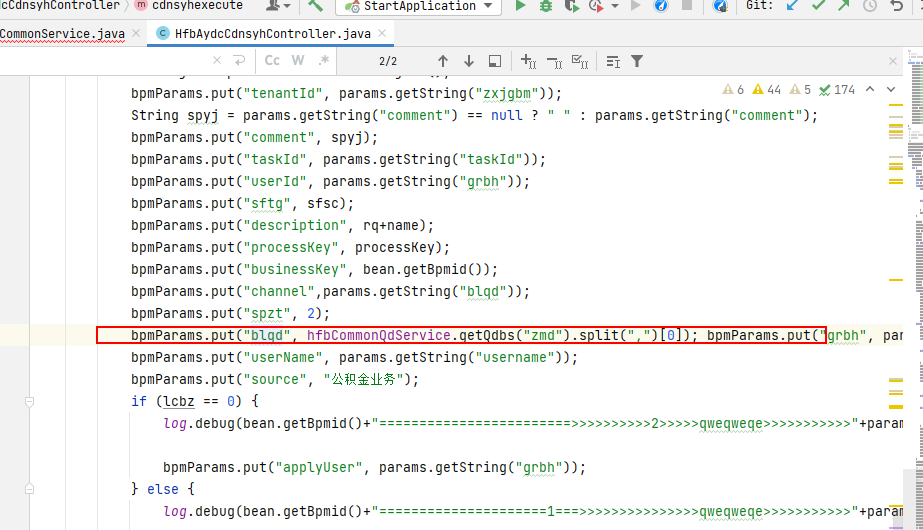 dcCdnsyhController › m cdnsyhexecute StartApplication Git:
CommonService.java × C HfbAydcCdnsyhController.java ×
Cc W .* 2/2
bpmParams.put("tenantId", params.getString("zxjgbm")); 6 44 5 174
String spyj = params.getString("comment") == null ? " " : params.getString("comment");
bpmParams.put("comment", spyj);
bpmParams.put("taskId", params.getString("taskId"));
bpmParams.put("userId", params.getString("grbh"));
bpmParams.put("sftg", sfsc);
bpmParams.put("description", rq+name);
bpmParams.put("processKey", processKey);
bpmParams.put("businessKey", bean.getBpmid());
bpmParams.put("channel",params.getString("blqd"));
bpmParams.put("spzt", 2);
bpmParams.put("blqd", hfbCommonQdService.getQdbs("zmd").split(",")[0]); bpmParams.put("grbh", par
bpmParams.put("userName", params.getString("username"));
bpmParams.put("source", "公积金业务");
if (lcbz == 0) {
log.debug(bean.getBpmid()+"========================>>>>>>>>>>2>>>>>qweqweqe>>>>>>>>>>>"+param
bpmParams.put("applyUser", params.getString("grbh"));
} else {
log.debug(bean.getBpmid()+"=====================1===>>>>>>>>>>>>>>>qweqweqe>>>>>>>>>>>>"+para